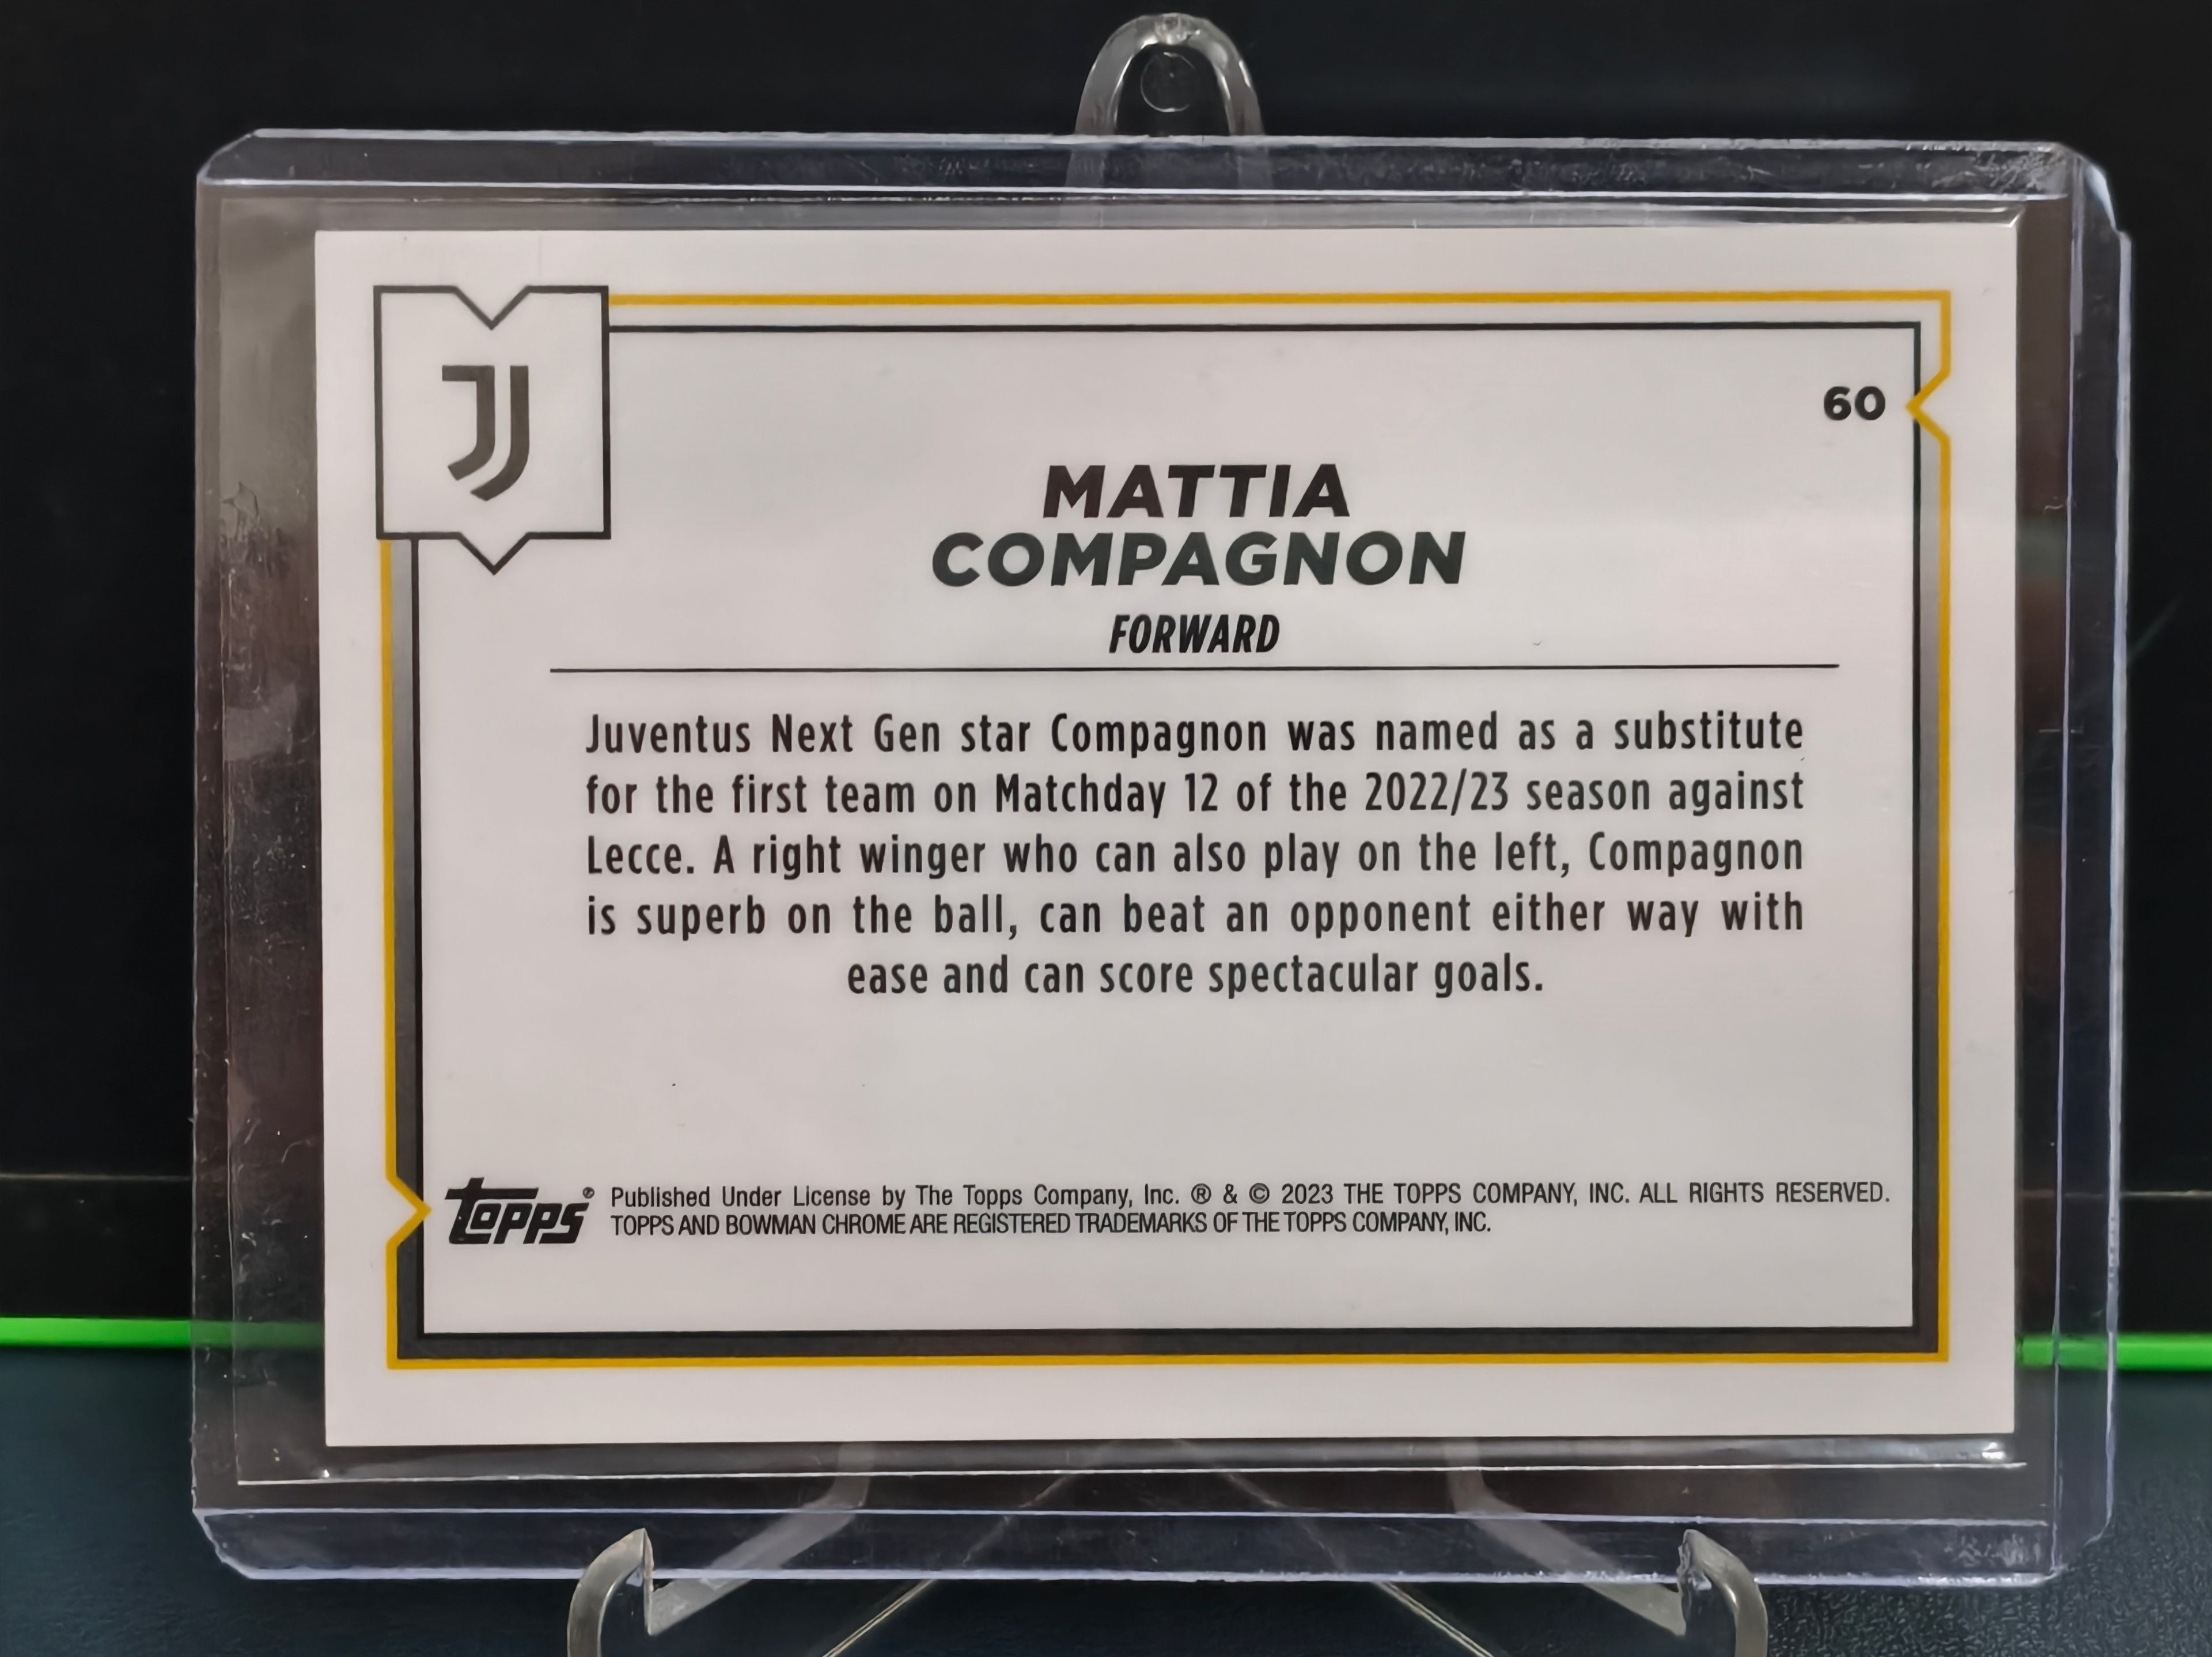 60
MATTIA
COMPAGNON
FORWARD
Juventus Next Gen star Compagnon was named as a substitute
for the first team on Matchday 12 of the 2022/23 season against
Lecce. A right winger who can also play on the left, Compagnon
is superb on the ball, can beat an opponent either way with
ease and can score spectacular goals.
topps® Published Under License by The Topps Company, Inc. ® & © 2023 THE TOPPS COMPANY, INC. ALL RIGHTS RESERVED.
TOPPS AND BOWMAN CHROME ARE REGISTERED TRADEMARKS OF THE TOPPS COMPANY, INC.